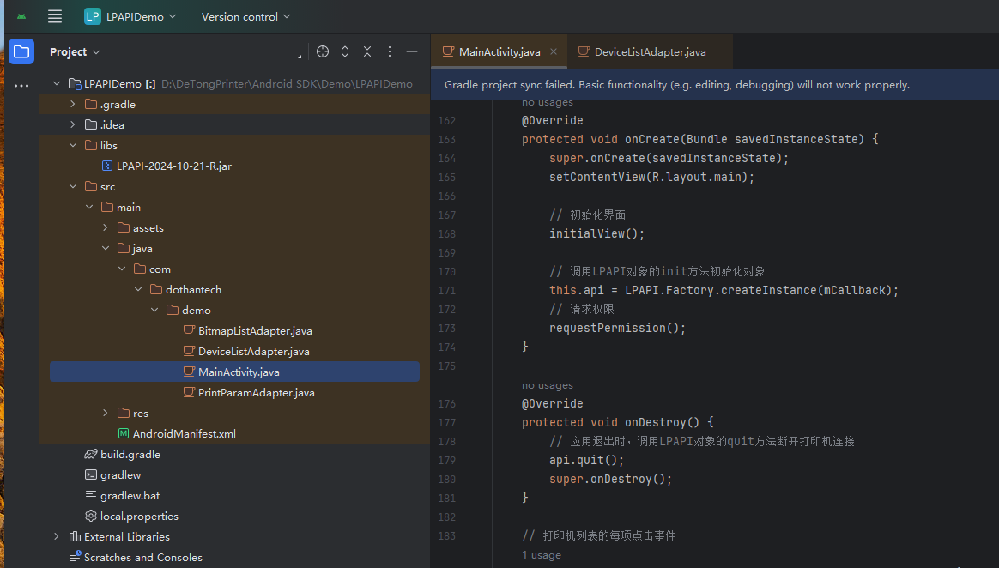 LP LPAPIDemo Version control
Project
LPAPIDemo [:] D:\DeTongPrinter\Android SDK\Demo\LPAPIDemo
.gradle
.idea
libs
LPAPI-2024-10-21-R.jar
src
main
assets
java
com
dothantech
demo
BitmapListAdapter.java
DeviceListAdapter.java
MainActivity.java
PrintParamAdapter.java
res
AndroidManifest.xml
build.gradle
gradlew
gradlew.bat
local.properties
External Libraries
Scratches and Consoles
MainActivity.java DeviceListAdapter.java
Gradle project sync failed. Basic functionality (e.g. editing, debugging) will not work properly.
no usages
162 @Override
163 protected void onCreate(Bundle savedInstanceState) {
164 super.onCreate(savedInstanceState);
165 setContentView(R.layout.main);
166
167 // 初始化界面
168 initialView();
169
170 // 调用LPAPI对象的init方法初始化对象
171 this.api = LPAPI.Factory.createInstance(mCallback);
172 // 请求权限
173 requestPermission();
174 }
175
no usages
176 @Override
177 protected void onDestroy() {
178 // 应用退出时，调用LPAPI对象的quit方法断开打印机连接
179 api.quit();
180 super.onDestroy();
181 }
182
183 // 打印机列表的每项点击事件
1 usage